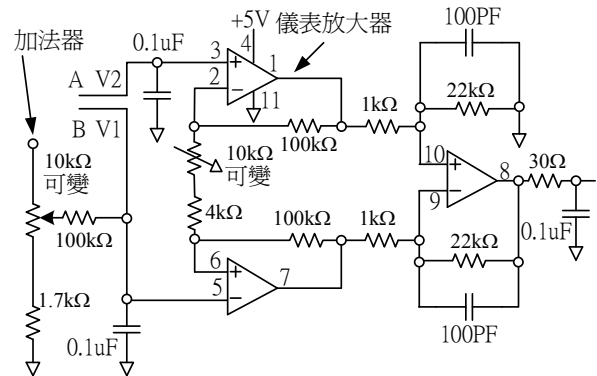 加法器
0.1uF
+5V
儀表放大器
100PF
4
3
1
2
11
A V2
B V1
22kΩ
1kΩ
100kΩ
10kΩ
可變
10kΩ
可變
10
8
30Ω
9
4kΩ
100kΩ
100kΩ
1kΩ
0.1uF
6
7
5
22kΩ
1.7kΩ
0.1uF
100PF